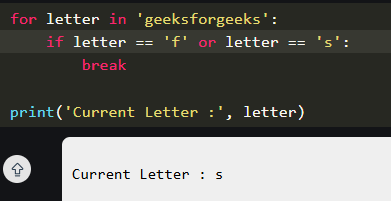 for letter in 'geeksforgeeks':
    if letter == 'f' or letter == 's':
        break
print('Current Letter :', letter)
Current Letter : s